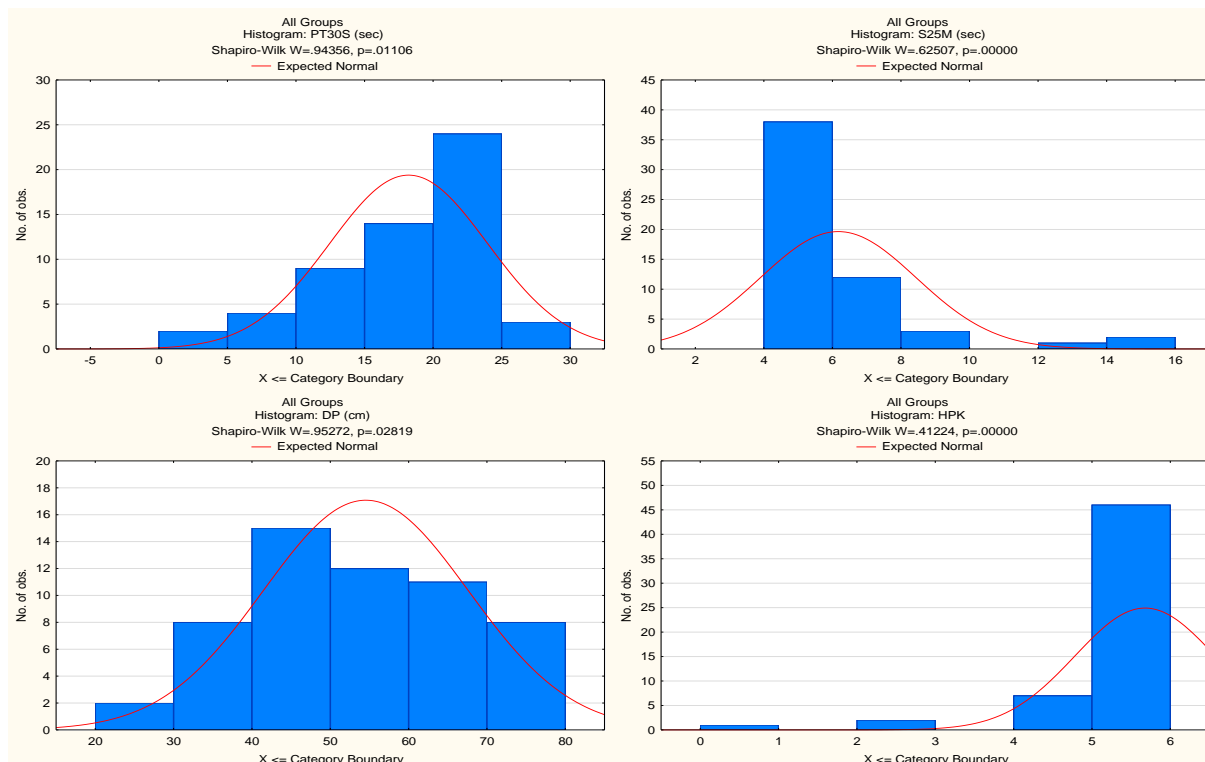 All Groups
Histogram: PT30S (sec)
Shapiro-Wilk W=.94356, p=.01106
Expected Normal
30
25
20
15
10
5
0
No. of obs.
-5 0 5 10 15 20 25 30
X <= Category Boundary
All Groups
Histogram: S25M (sec)
Shapiro-Wilk W=.62507, p=.00000
Expected Normal
45
40
35
30
25
20
15
10
5
0
No. of obs.
2 4 6 8 10 12 14 16
X <= Category Boundary
All Groups
Histogram: DP (cm)
Shapiro-Wilk W=.95272, p=.02819
Expected Normal
20
18
16
14
12
10
8
6
4
2
0
No. of obs.
20 30 40 50 60 70 80
X <= Category Boundary
All Groups
Histogram: HPK
Shapiro-Wilk W=.41224, p=.00000
Expected Normal
55
50
45
40
35
30
25
20
15
10
5
0
No. of obs.
0 1 2 3 4 5 6
X <= Category Boundary